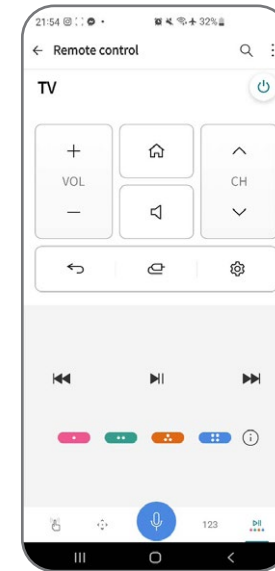 21:54
32%
Remote control
TV
+
VOL
−
CH
123